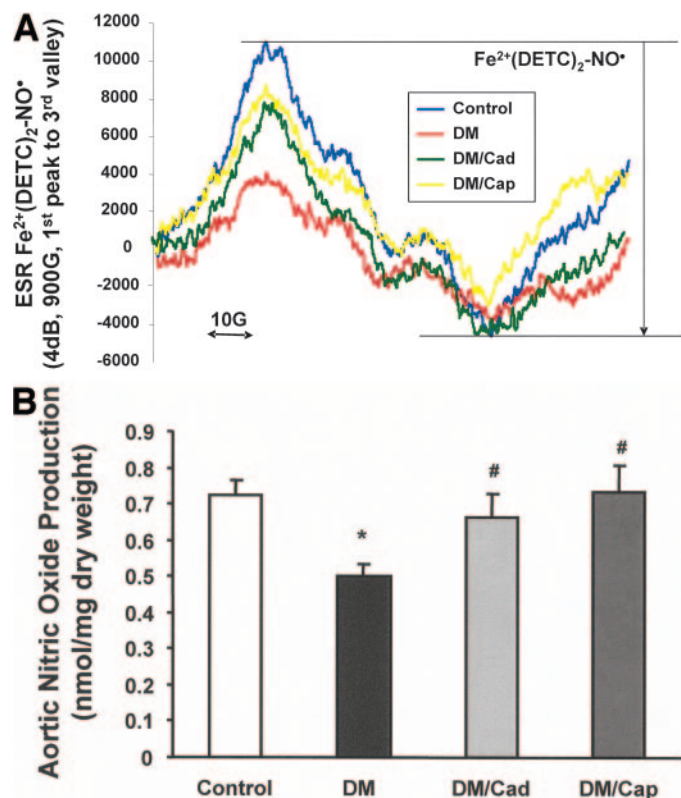 A
ESR Fe²⁺(DETC)₂-NO•
(4dB, 900G, 1st peak to 3rd valley)
12000
10000
8000
6000
4000
2000
0
-2000
-4000
-6000
Fe²⁺(DETC)₂-NO•
Control
DM
DM/Cad
DM/Cap
10G
B
Aortic Nitric Oxide Production
(nmol/mg dry weight)
0.9
0.8
0.7
0.6
0.5
0.4
0.3
0.2
0.1
0
*
#
#
Control DM DM/Cad DM/Cap